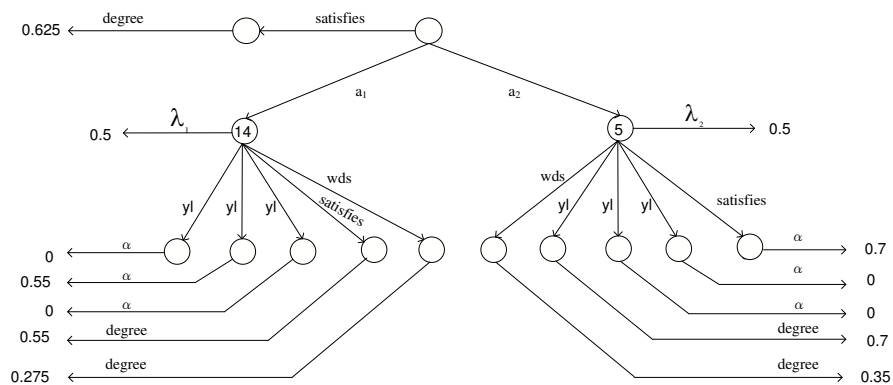 0.625 degree satisfies
a₁ a₂
0.5 λ₁ 14 5 λ₂ 0.5
wds wds
yl yl yl satisfies yl yl yl satisfies
0 α α 0.7
0.55 α α 0
0 α α 0
0.55 degree degree 0.7
0.275 degree degree 0.35